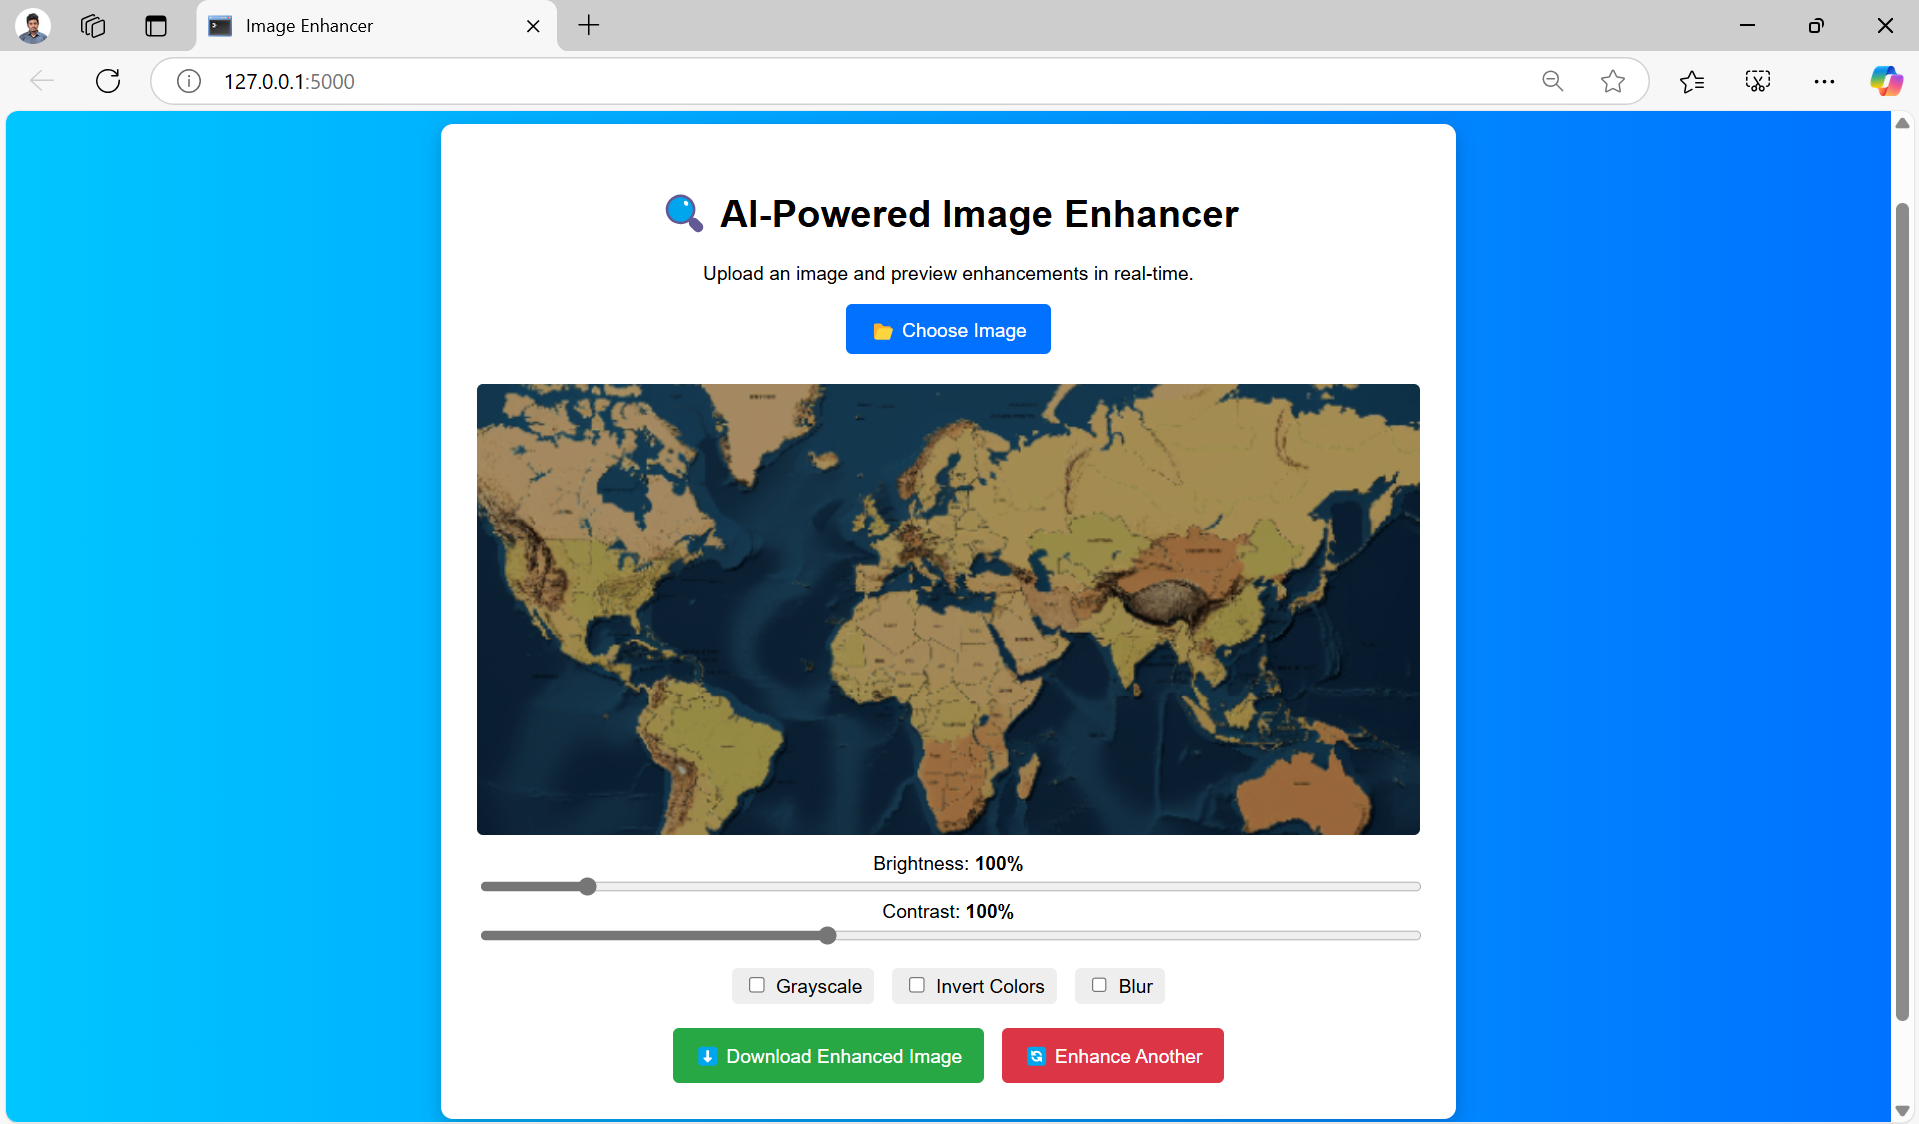 Image Enhancer
127.0.0.1:5000
🔍 AI-Powered Image Enhancer
Upload an image and preview enhancements in real-time.
📂 Choose Image
Brightness: 100%
Contrast: 100%
Grayscale
Invert Colors
Blur
⬇️ Download Enhanced Image
🔄 Enhance Another